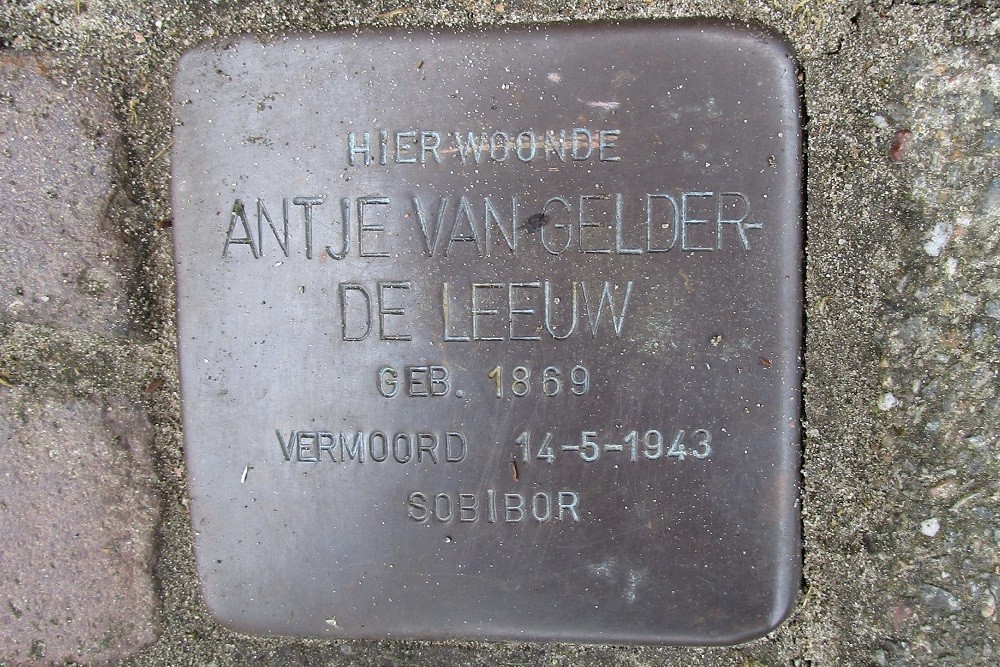 HIER WOONDE
ANTJE VAN GELDER-
DE LEEUW
GEB. 1869
VERMOORD 14-5-1943
SOBIBOR